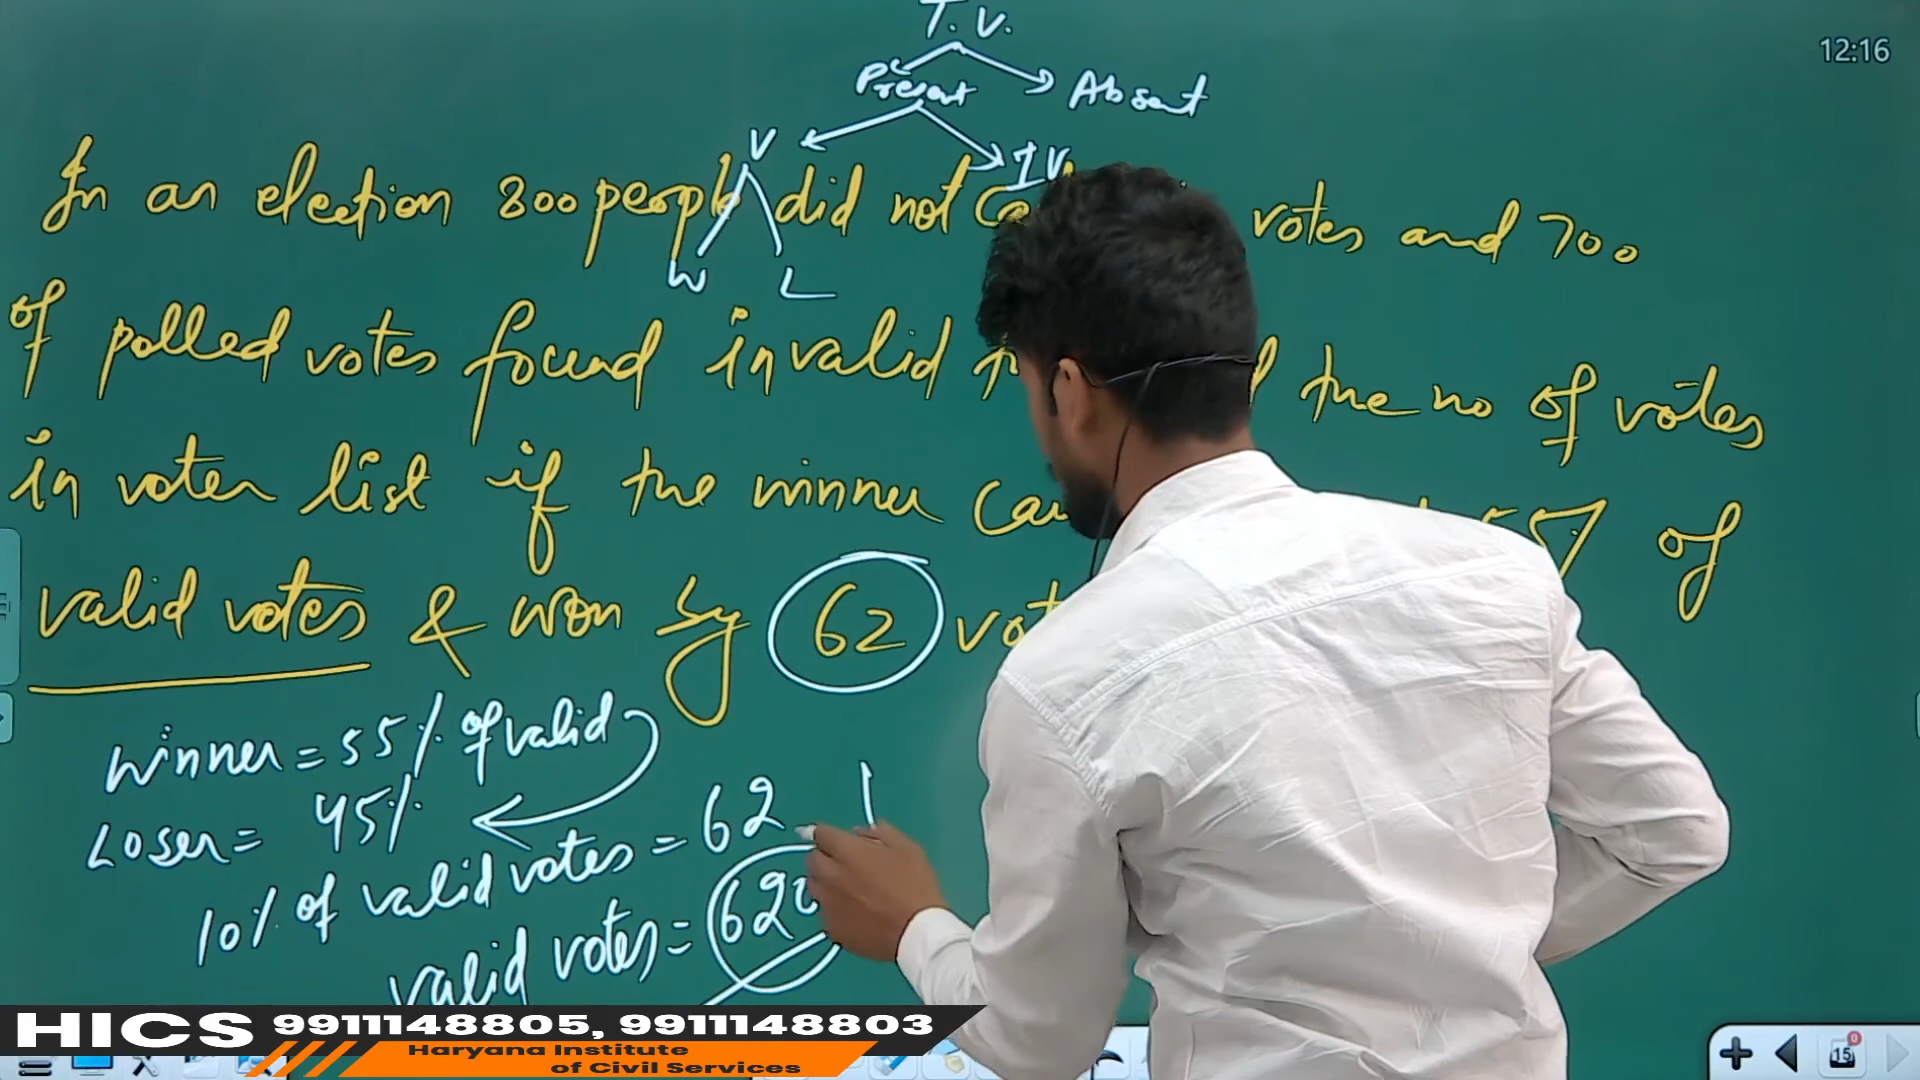 T. V.
Present Absent
12:16
V I V
In an election 800 people did not votes and 700
W L
of polled votes found invalid the no of votes
in voter list if the winner 55% of
valid votes & won by 62
Winner = 55% of valid
Loser = 45%
10% of valid votes = 62
valid votes = 620
HICS 9911148805, 9911148803
Haryana Institute
of Civil Services
15
0